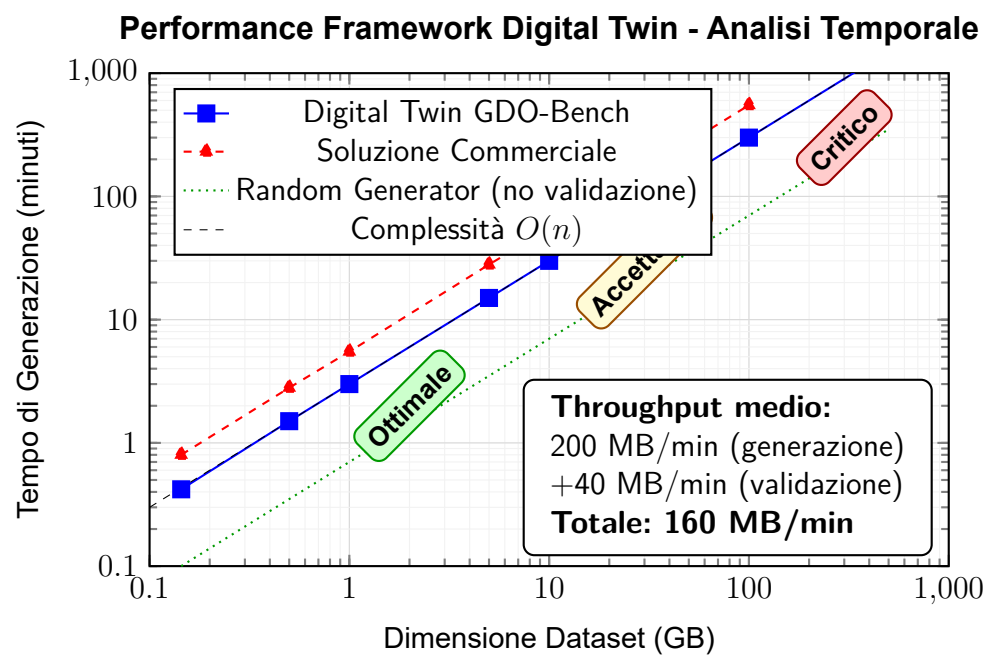 Performance Framework Digital Twin - Analisi Temporale
Tempo di Generazione (minuti)
1,000
100
10
1
0.1
Digital Twin GDO-Bench
Soluzione Commerciale
Random Generator (no validazione)
Complessità O(n)
Critico
Ottimale
Throughput medio:
200 MB/min (generazione)
+40 MB/min (validazione)
Totale: 160 MB/min
0.1
1
10
100
1,000
Dimensione Dataset (GB)